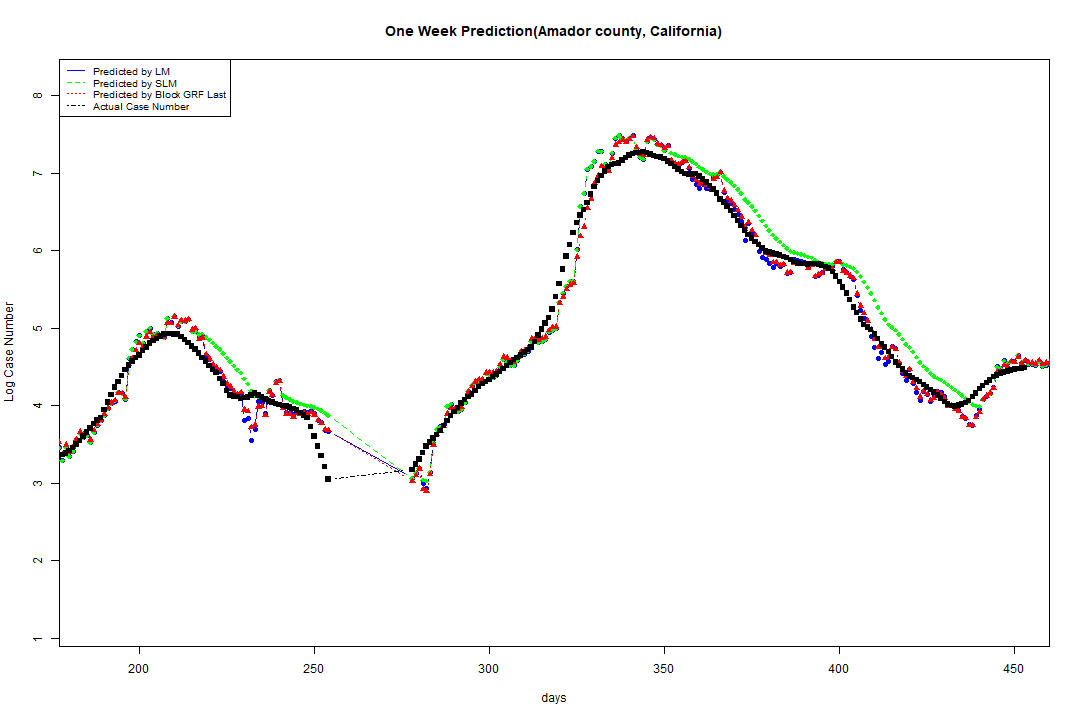 One Week Prediction(Amador county, California)
Predicted by LM
Predicted by SLM
Predicted by Block GRF Last
Actual Case Number
8
7
6
5
4
3
2
1
Log Case Number
200 250 300 350 400 450
days